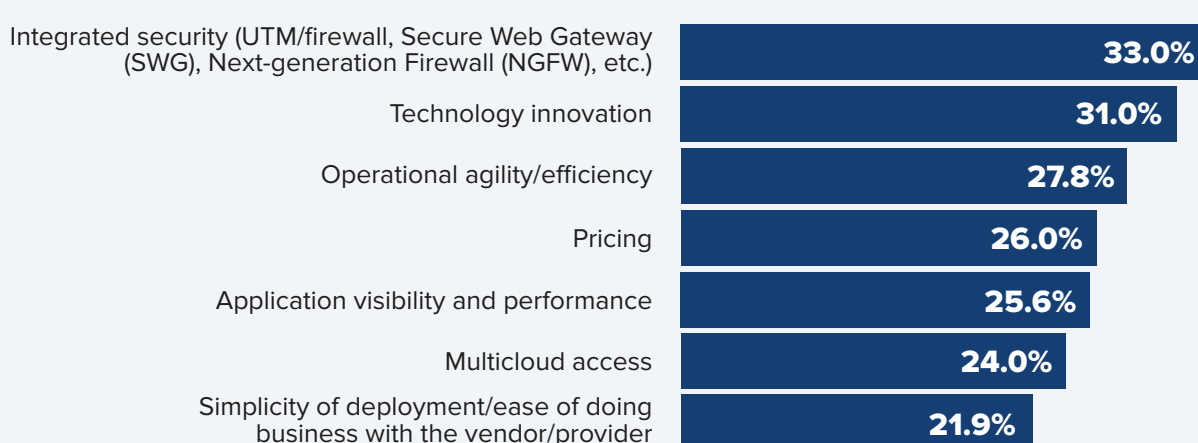 Integrated security (UTM/firewall, Secure Web Gateway
(SWG), Next-generation Firewall (NGFW), etc.)
33.0%
Technology innovation
31.0%
Operational agility/efficiency
27.8%
Pricing
26.0%
Application visibility and performance
25.6%
Multicloud access
24.0%
Simplicity of deployment/ease of doing
business with the vendor/provider
21.9%